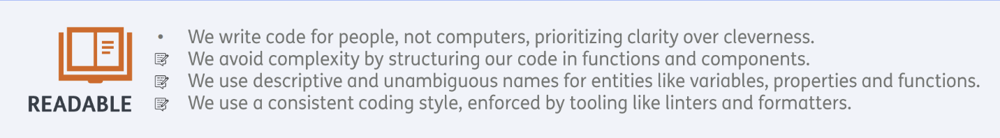 • We write code for people, not computers, prioritizing clarity over cleverness.
We avoid complexity by structuring our code in functions and components.
We use descriptive and unambiguous names for entities like variables, properties and functions.
READABLE
We use a consistent coding style, enforced by tooling like linters and formatters.